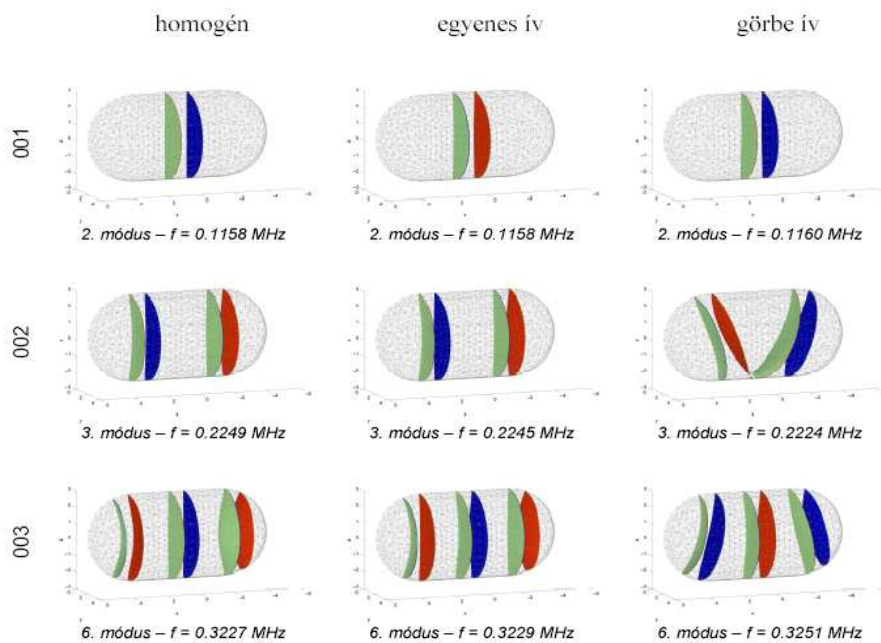 homogén egyenes ív görbe ív
001
2. módus – f = 0.1158 MHz 2. módus – f = 0.1158 MHz 2. módus – f = 0.1160 MHz
002
3. módus – f = 0.2249 MHz 3. módus – f = 0.2245 MHz 3. módus – f = 0.2224 MHz
003
6. módus – f = 0.3227 MHz 6. módus – f = 0.3229 MHz 6. módus – f = 0.3251 MHz